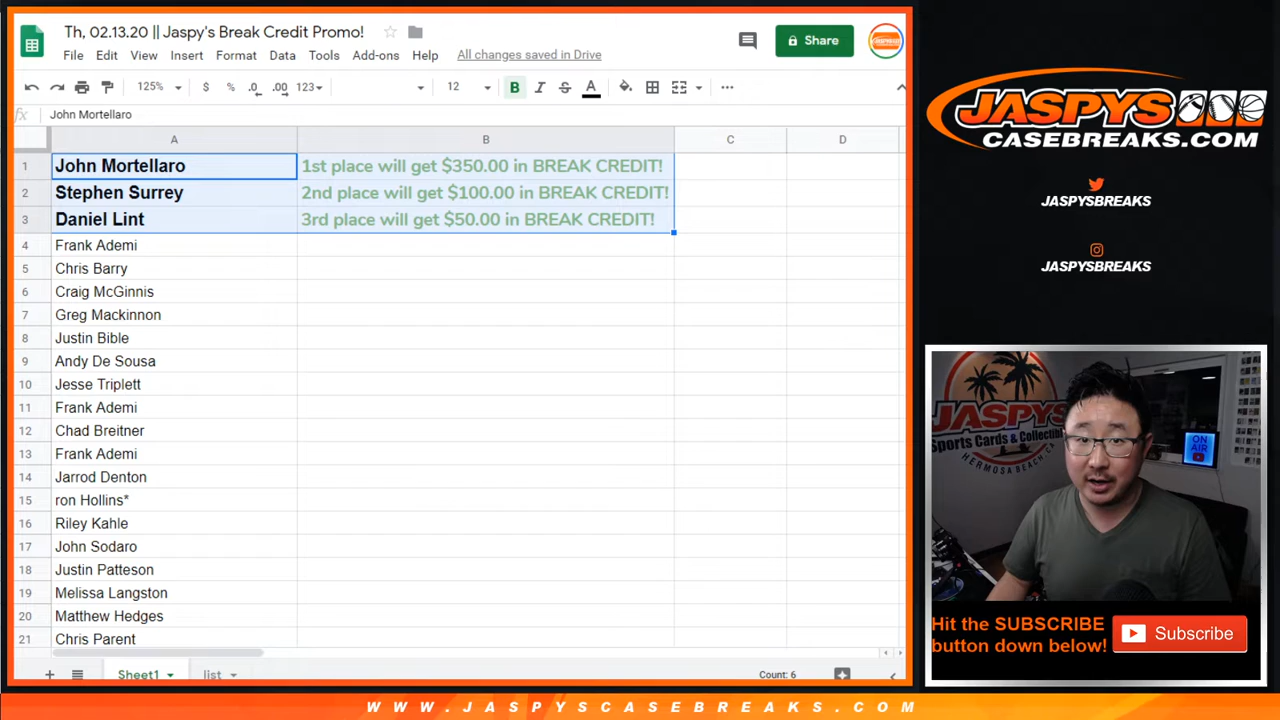 Th, 02.13.20 || Jaspy's Break Credit Promo!
File Edit View Insert Format Data Tools Add-ons Help All changes saved in Drive
Share
125% $ % .0 .00 123 12 B I S A
fx John Mortellaro
A B C D
1 John Mortellaro 1st place will get $350.00 in BREAK CREDIT!
2 Stephen Surrey 2nd place will get $100.00 in BREAK CREDIT!
3 Daniel Lint 3rd place will get $50.00 in BREAK CREDIT!
4 Frank Ademi
5 Chris Barry
6 Craig McGinnis
7 Greg Mackinnon
8 Justin Bible
9 Andy De Sousa
10 Jesse Triplett
11 Frank Ademi
12 Chad Breitner
13 Frank Ademi
14 Jarrod Denton
15 ron Hollins*
16 Riley Kahle
17 John Sodaro
18 Justin Patteson
19 Melissa Langston
20 Matthew Hedges
21 Chris Parent
Sheet1 list Count: 6
JASPYS
CASEBREAKS.COM
JASPYSBREAKS
JASPYSBREAKS
JASPYS
Sports Cards & Collectibl
HERMOSA BEACH, CA
ON AIR
Hit the SUBSCRIBE
button down below!
Subscribe
WWW.JASPYSCASEBREAKS.COM